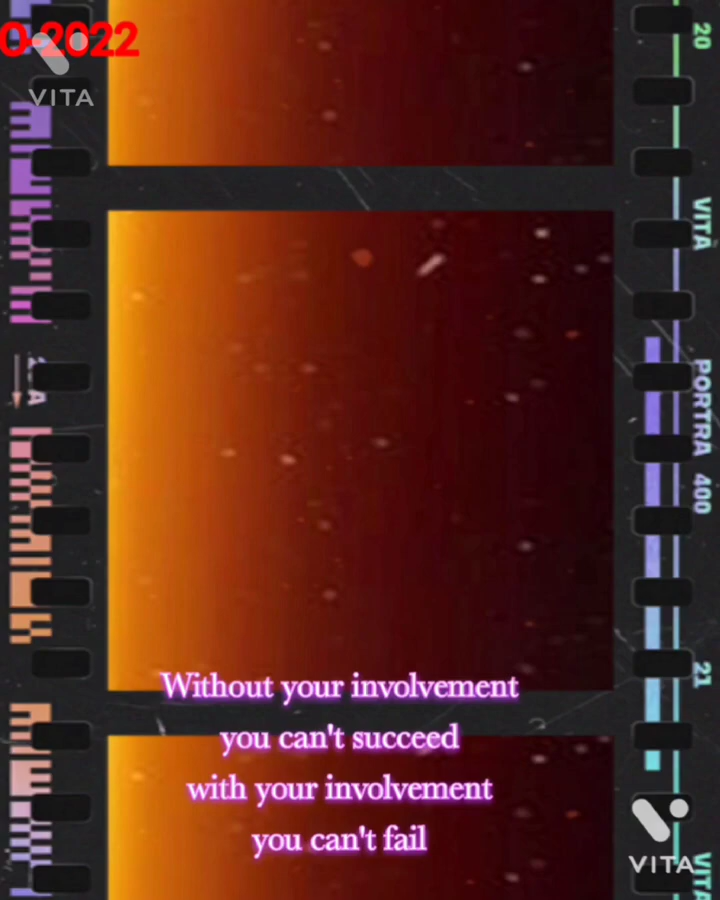 0-2022
VITA
20
VITA
PORTRA 400
21
Without your involvement
you can't succeed
with your involvement
you can't fail
VITA
VITA